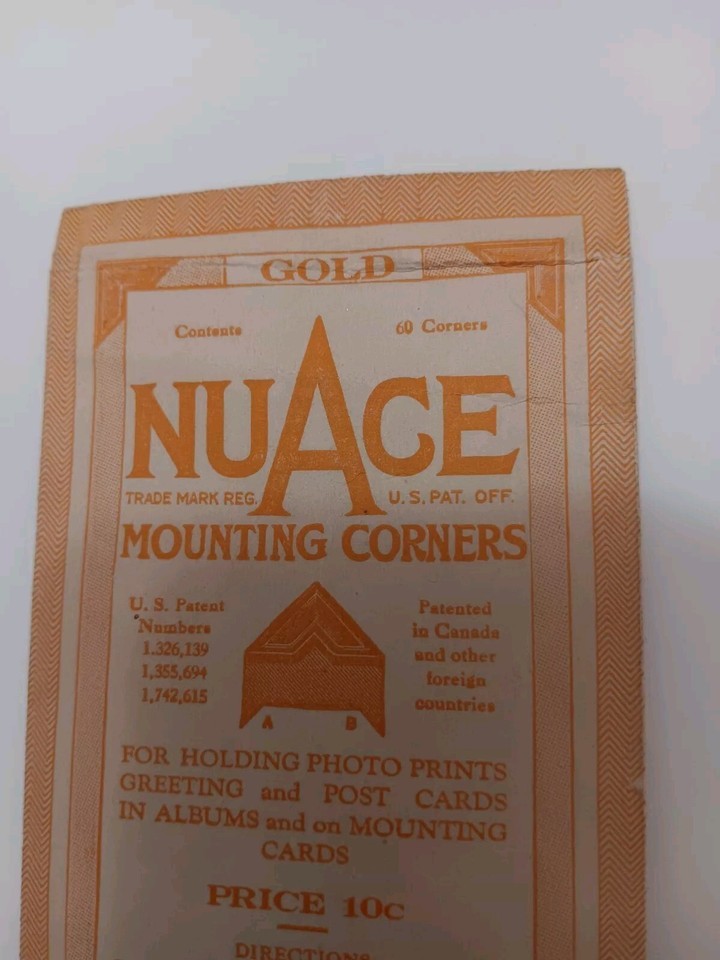 GOLD
Contents 60 Corners
NUACE
TRADE MARK REG. U. S. PAT. OFF.
MOUNTING CORNERS
U. S. Patent
Numbers
1,326,139
1,355,694
1,742,615
Patented
in Canada
and other
foreign
countries
A B
FOR HOLDING PHOTO PRINTS
GREETING and POST CARDS
IN ALBUMS and on MOUNTING
CARDS
PRICE 10c
DIRECTIONS